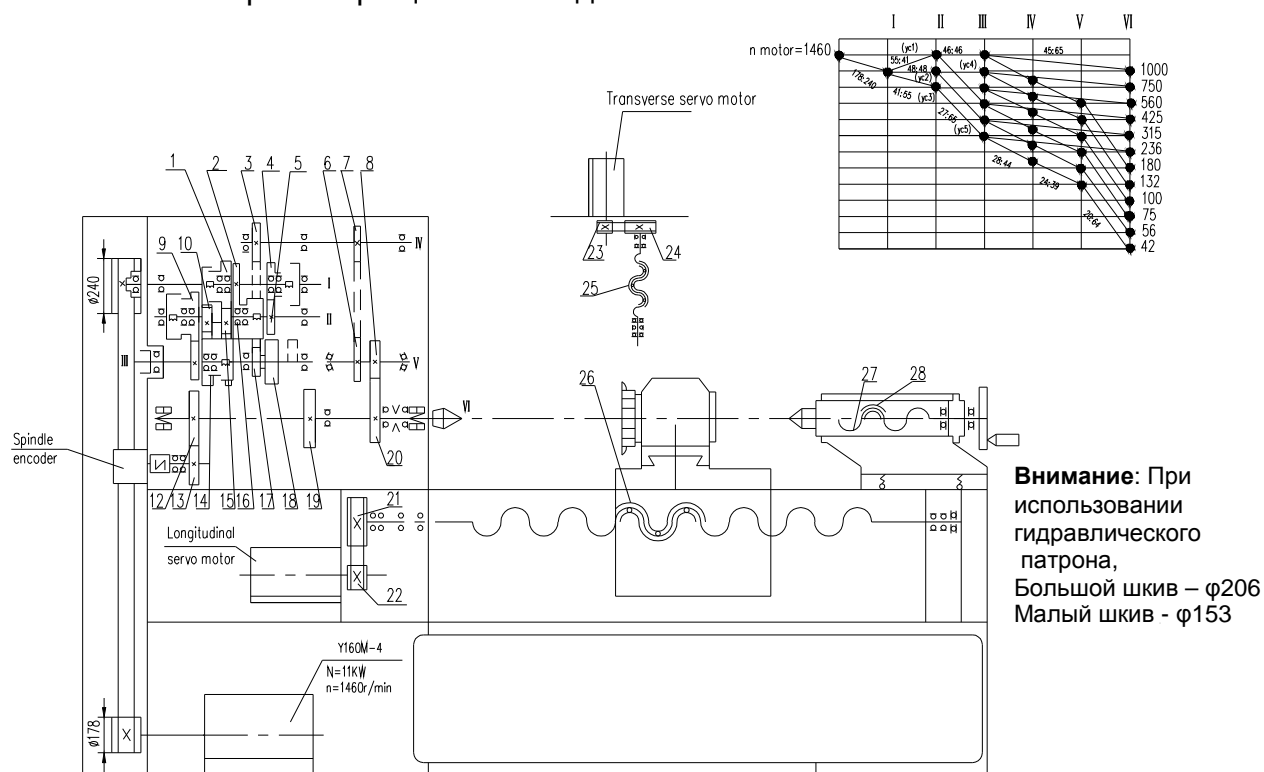 I II III IV V VI
n motor=1460
178:240
55:41
(yc1)
46:46
45:65
48:48
(yc2)
(yc4)
41:55
(yc3)
27:65
(yc5)
28:44
24:39
20:64
1000
750
560
425
315
236
180
132
100
75
56
42
Transverse servo motor
23
24
25
1 2 3 4 5 6 7 8
9 10
ø240
IV
I
II
III
V
VI
Spindle
encoder
12 13 14 15 16 17 18 19
20
26
27
28
21
22
Longitudinal
servo motor
Y160M-4
N=11KW
n=1460r/min
ø178
Внимание: При
использовании
гидравлического
патрона,
Большой шкив – φ206
Малый шкив - φ153